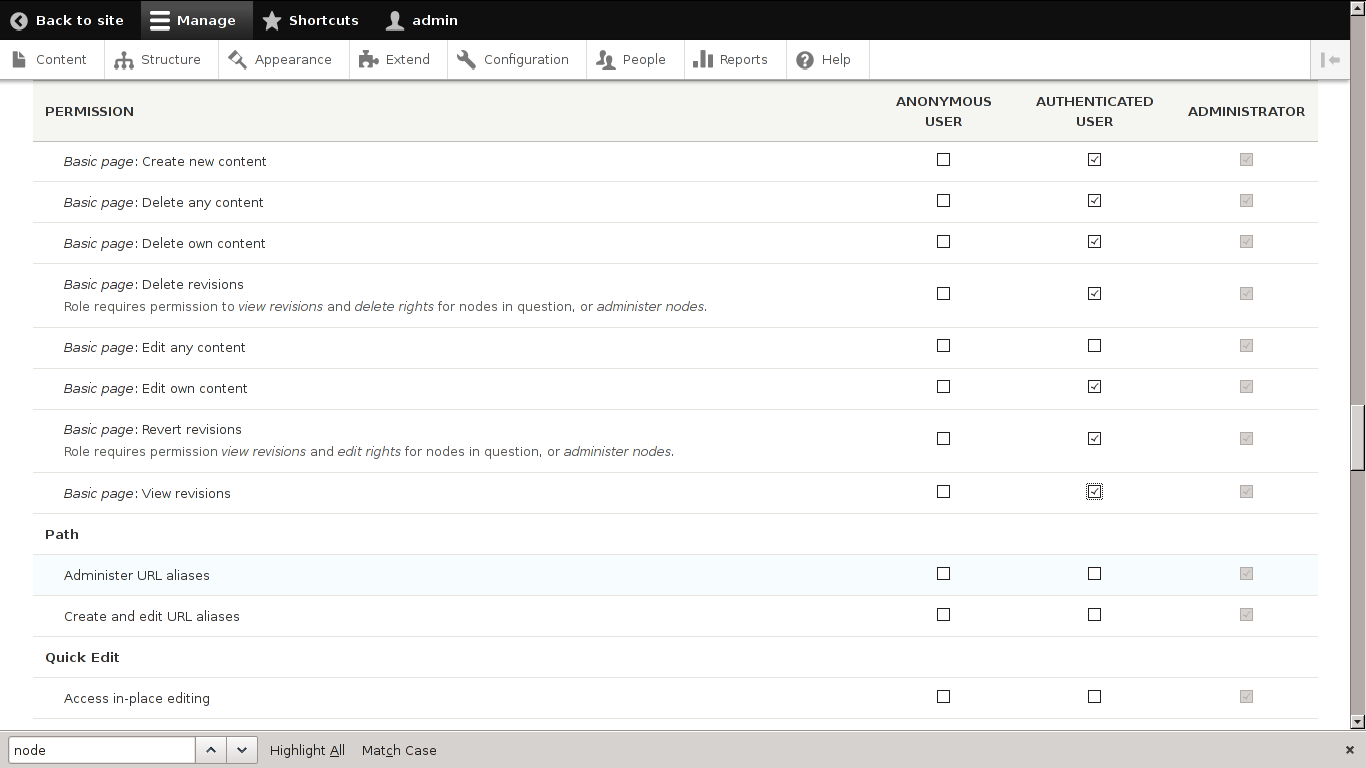 Back to site Manage Shortcuts admin
Content Structure Appearance Extend Configuration People Reports Help
PERMISSION ANONYMOUS USER AUTHENTICATED USER ADMINISTRATOR
Basic page: Create new content
Basic page: Delete any content
Basic page: Delete own content
Basic page: Delete revisions
Role requires permission to view revisions and delete rights for nodes in question, or administer nodes.
Basic page: Edit any content
Basic page: Edit own content
Basic page: Revert revisions
Role requires permission view revisions and edit rights for nodes in question, or administer nodes.
Basic page: View revisions
Path
Administer URL aliases
Create and edit URL aliases
Quick Edit
Access in-place editing
node Highlight All Match Case